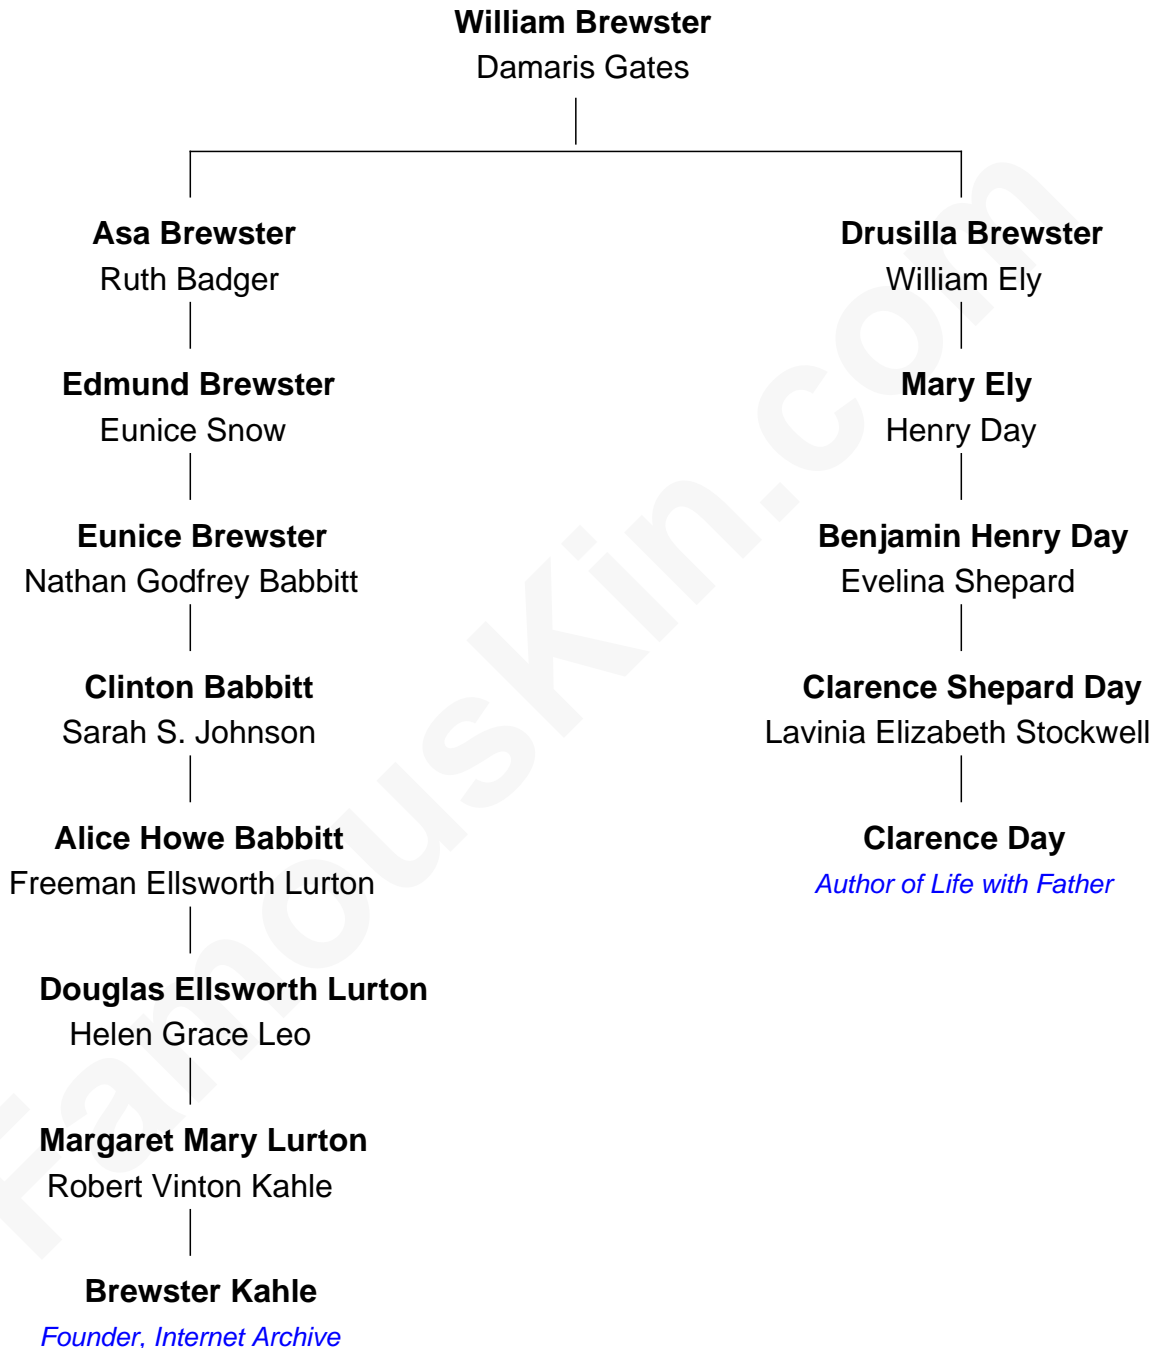 William Brewster
Damaris Gates
Asa Brewster
Ruth Badger
Drusilla Brewster
William Ely
Edmund Brewster
Eunice Snow
Mary Ely
Henry Day
Eunice Brewster
Nathan Godfrey Babbitt
Benjamin Henry Day
Evelina Shepard
Clinton Babbitt
Sarah S. Johnson
Clarence Shepard Day
Lavinia Elizabeth Stockwell
Alice Howe Babbitt
Freeman Ellsworth Lurton
Clarence Day
Author of Life with Father
Douglas Ellsworth Lurton
Helen Grace Leo
Margaret Mary Lurton
Robert Vinton Kahle
Brewster Kahle
Founder, Internet Archive
FamousKin.com